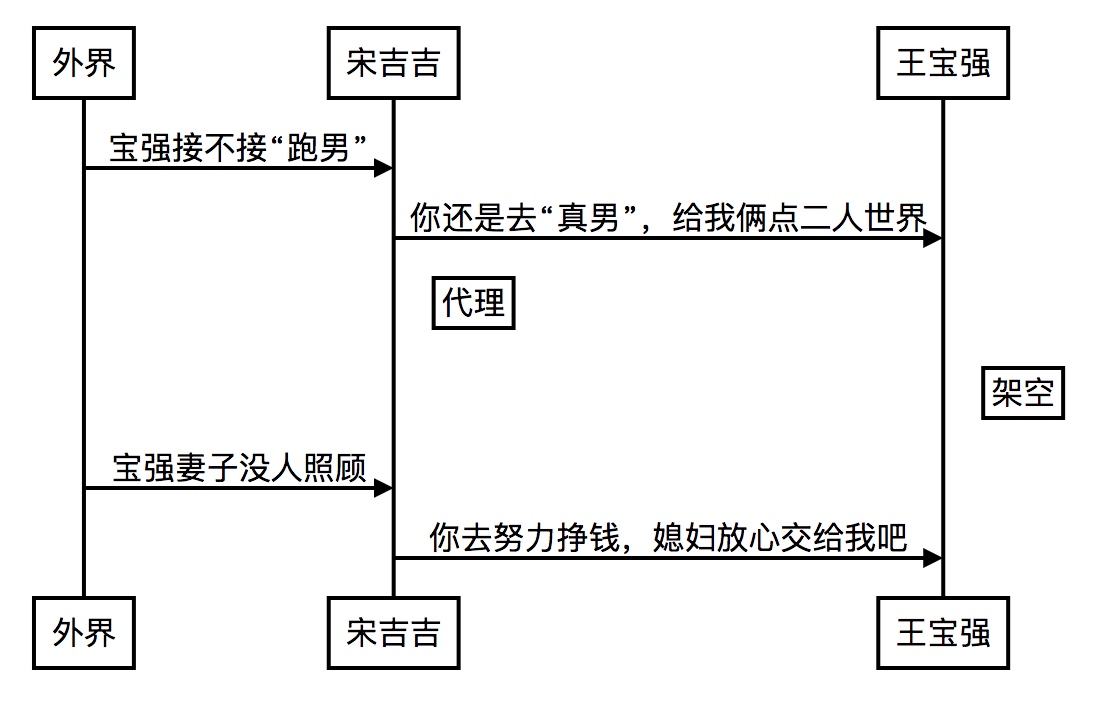 外界
宋吉吉
王宝强
宝强接不接“跑男”
你还是去“真男”，给我俩点二人世界
代理
架空
宝强妻子没人照顾
你去努力挣钱，媳妇放心交给我吧
外界
宋吉吉
王宝强